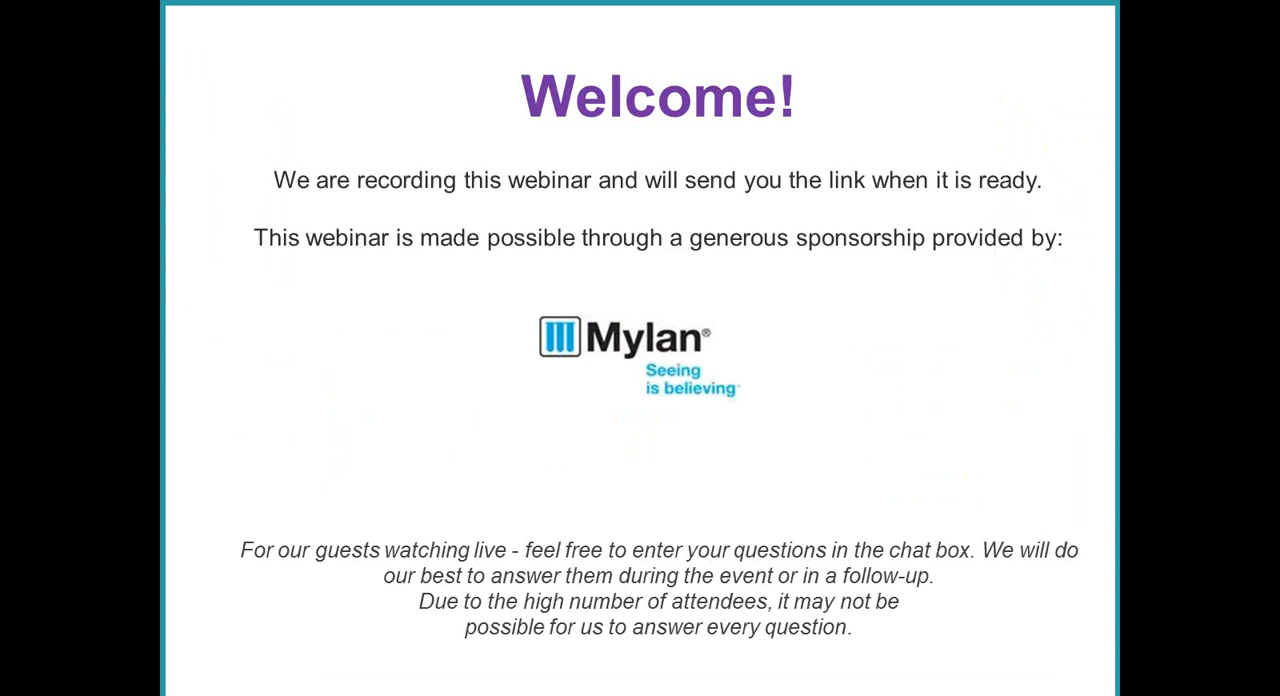 Welcome!
We are recording this webinar and will send you the link when it is ready.
This webinar is made possible through a generous sponsorship provided by:
Mylan®
Seeing
is believing™
For our guests watching live - feel free to enter your questions in the chat box. We will do
our best to answer them during the event or in a follow-up.
Due to the high number of attendees, it may not be
possible for us to answer every question.